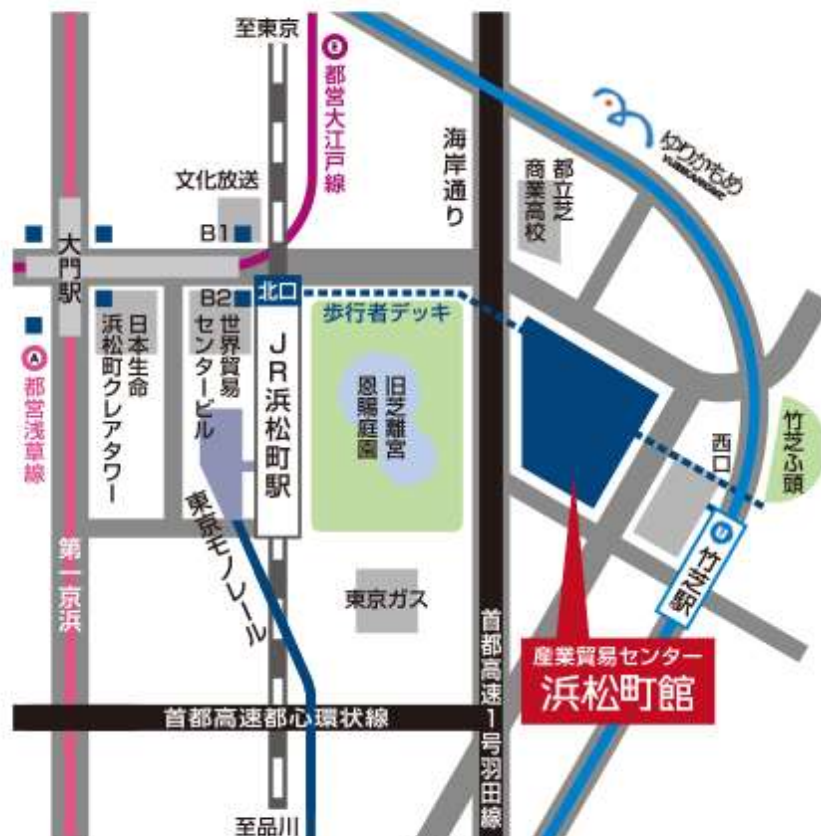 至東京
E
都営大江戸線
海岸通り
ゆりかもめ
YURIKAMOME
都立芝
商業高校
文化放送
B1
大門駅
B2
北口
歩行者デッキ
日本生命
浜松町クレアタワー
世界貿易
センタービル
JR浜松町駅
旧芝離宮
恩賜庭園
A
都営浅草線
西口
竹芝ふ頭
東京モノレール
U
竹芝駅
第一京浜
東京ガス
首都高速1号羽田線
産業貿易センター
浜松町館
首都高速都心環状線
至品川